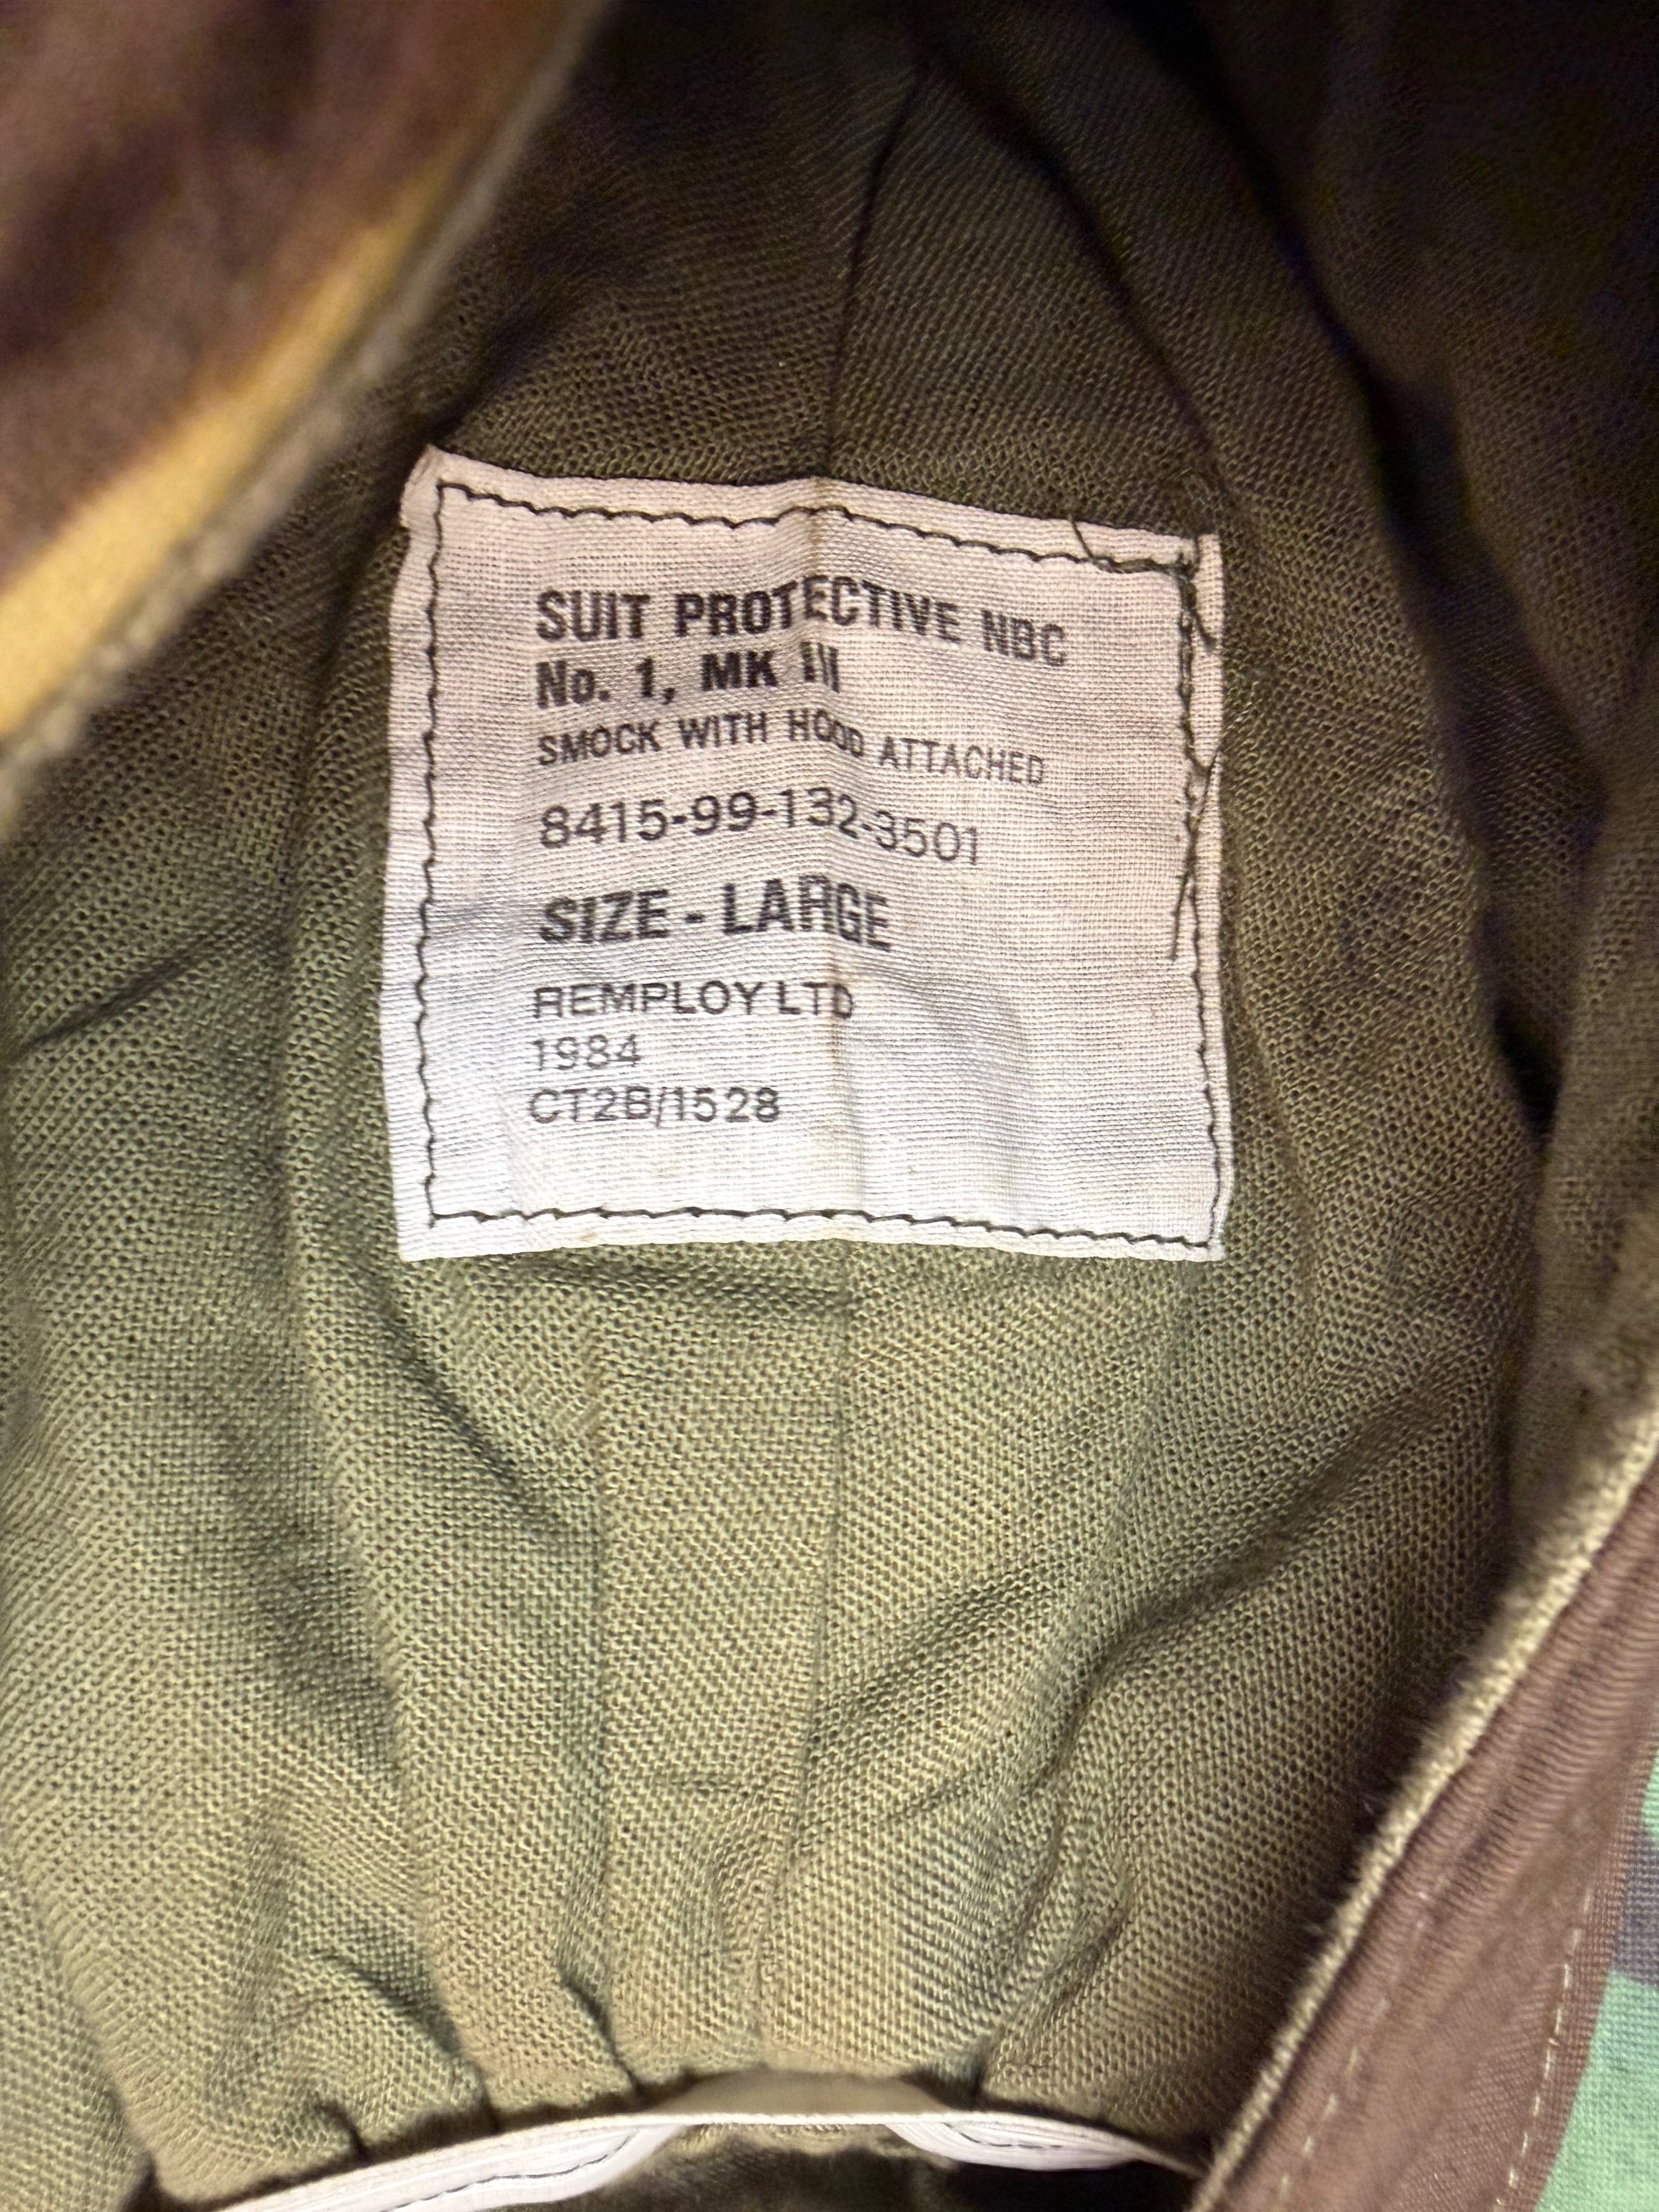 SUIT PROTECTIVE NBC
No. 1, MK III
SMOCK WITH HOOD ATTACHED
8415-99-132-3501
SIZE - LARGE
REMPLOY LTD
1984
CT2B/1528